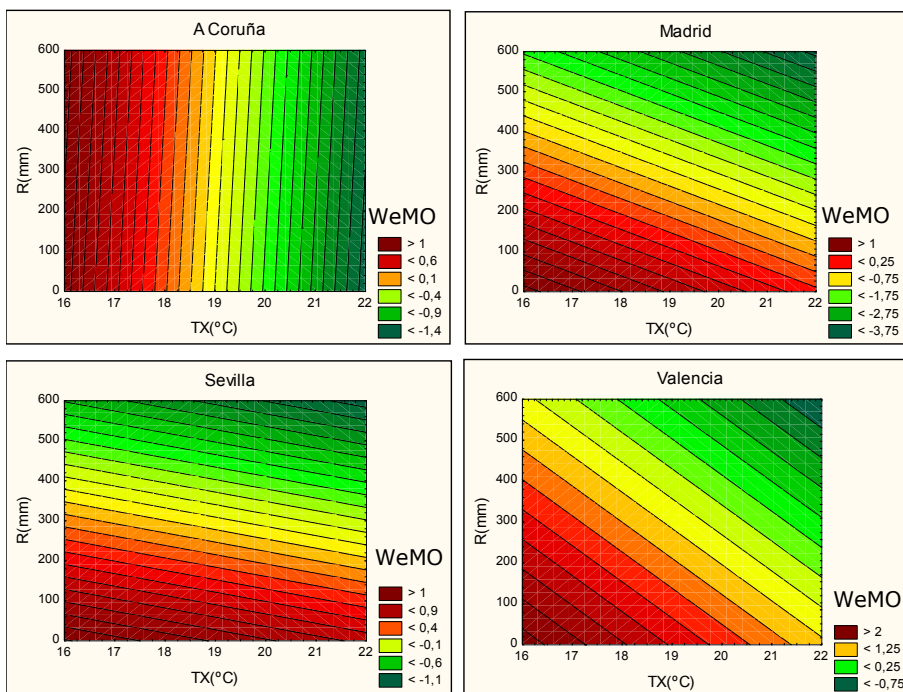 A Coruña
R(mm)
600
500
400
300
200
100
0
16 17 18 19 20 21 22
TX(ºC)
WeMO
> 1
< 0,6
< 0,1
< -0,4
< -0,9
< -1,4
Madrid
R(mm)
600
500
400
300
200
100
0
16 17 18 19 20 21 22
TX(ºC)
WeMO
> 1
< 0,25
< -0,75
< -1,75
< -2,75
< -3,75
Sevilla
R(mm)
600
500
400
300
200
100
0
16 17 18 19 20 21 22
TX(ºC)
WeMO
> 1
< 0,9
< 0,4
< -0,1
< -0,6
< -1,1
Valencia
R(mm)
600
500
400
300
200
100
0
16 17 18 19 20 21 22
TX(ºC)
WeMO
> 2
< 1,25
< 0,25
< -0,75